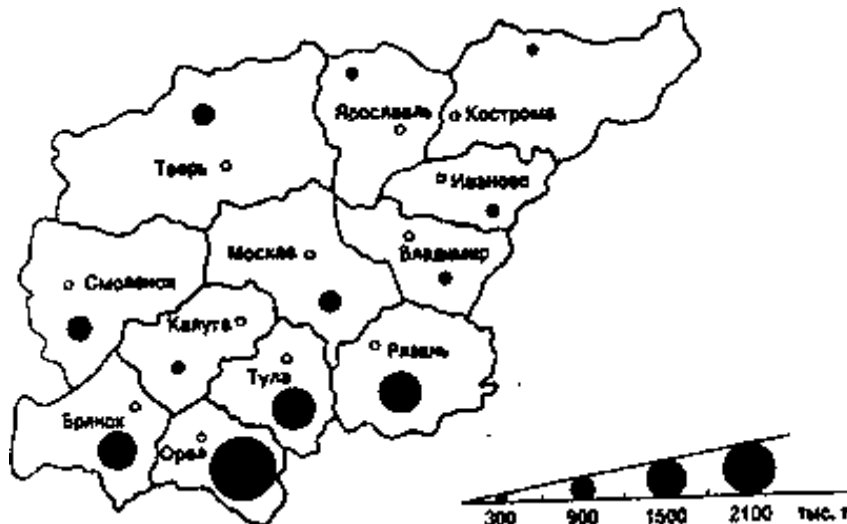 Ярославль
Кострома
Тверь
Иваново
Москва
Владимир
Смоленск
Калуга
Рязань
Тула
Брянск
Орел
300 900 1500 2100 тыс. т